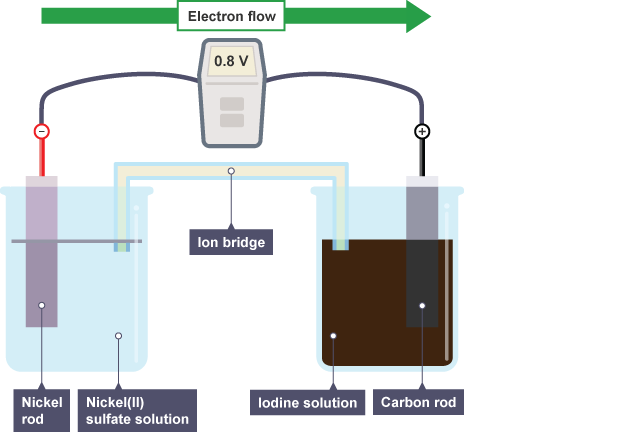 Electron flow
0.8 V
−
+
Ion bridge
Nickel
rod
Nickel(II)
sulfate solution
Iodine solution
Carbon rod